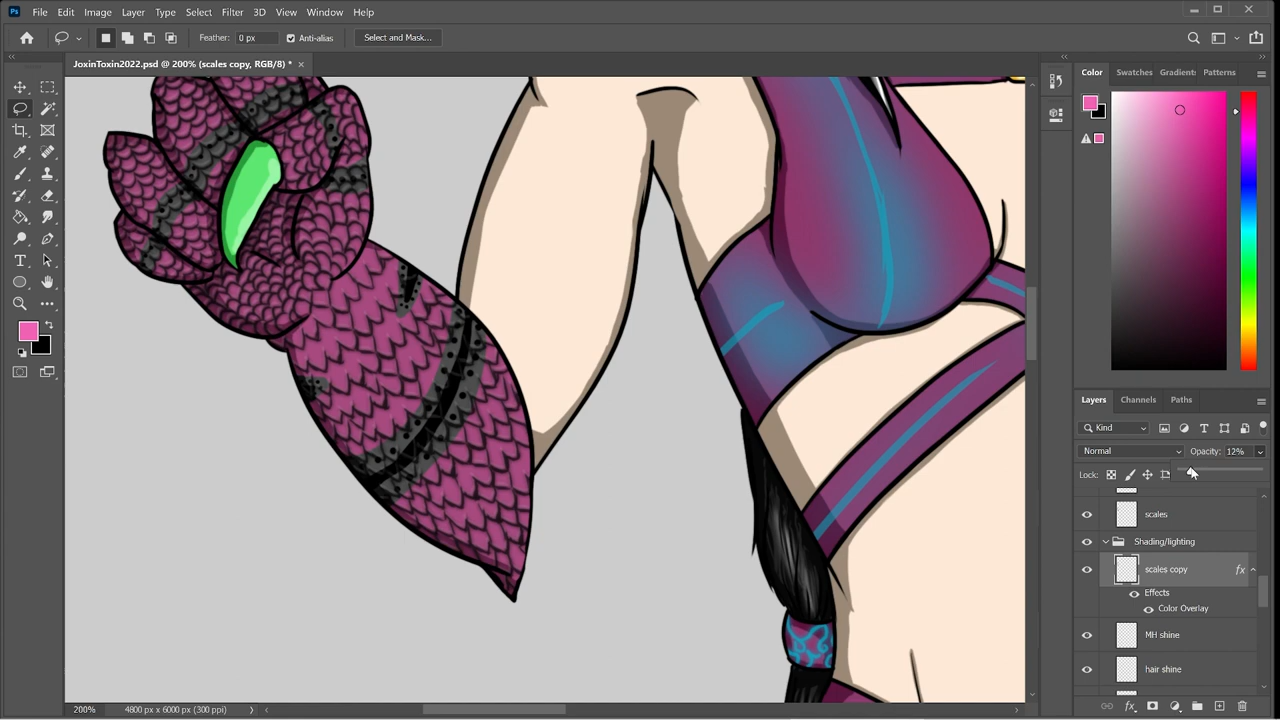 Ps File Edit Image Layer Type Select Filter 3D View Window Help
Feather: 0 px Anti-alias Select and Mask...
JoxinToxin2022.psd @ 200% (scales copy, RGB/8) * ×
Color Swatches Gradient: Patterns
Layers Channels Paths
Kind
Normal Opacity: 12%
Lock:
scales
Shading/lighting
scales copy fx
Effects
Color Overlay
MH shine
hair shine
200% 4800 px x 6000 px (300 ppi)
fx